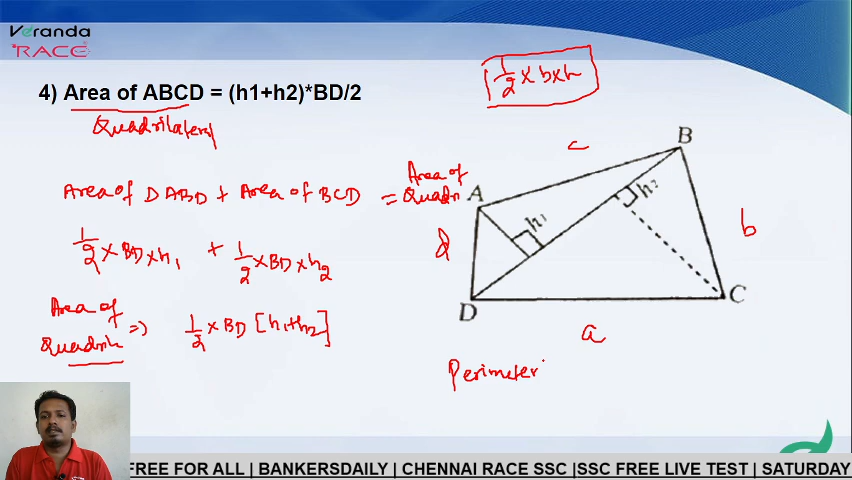 Veranda
RACE
4) Area of ABCD = (h1+h2)*BD/2
Quadrilateral
1/2 × b×h
Area of D ABD + Area of BCD = Area of Quadri
1/2 × BD × h1 + 1/2 × BD × h2
Area of Quadrila => 1/2 × BD [h1+h2]
A
B
C
D
h1
h2
c
b
d
a
Perimeter
FREE FOR ALL | BANKERSDAILY | CHENNAI RACE SSC |SSC FREE LIVE TEST | SATURDAY